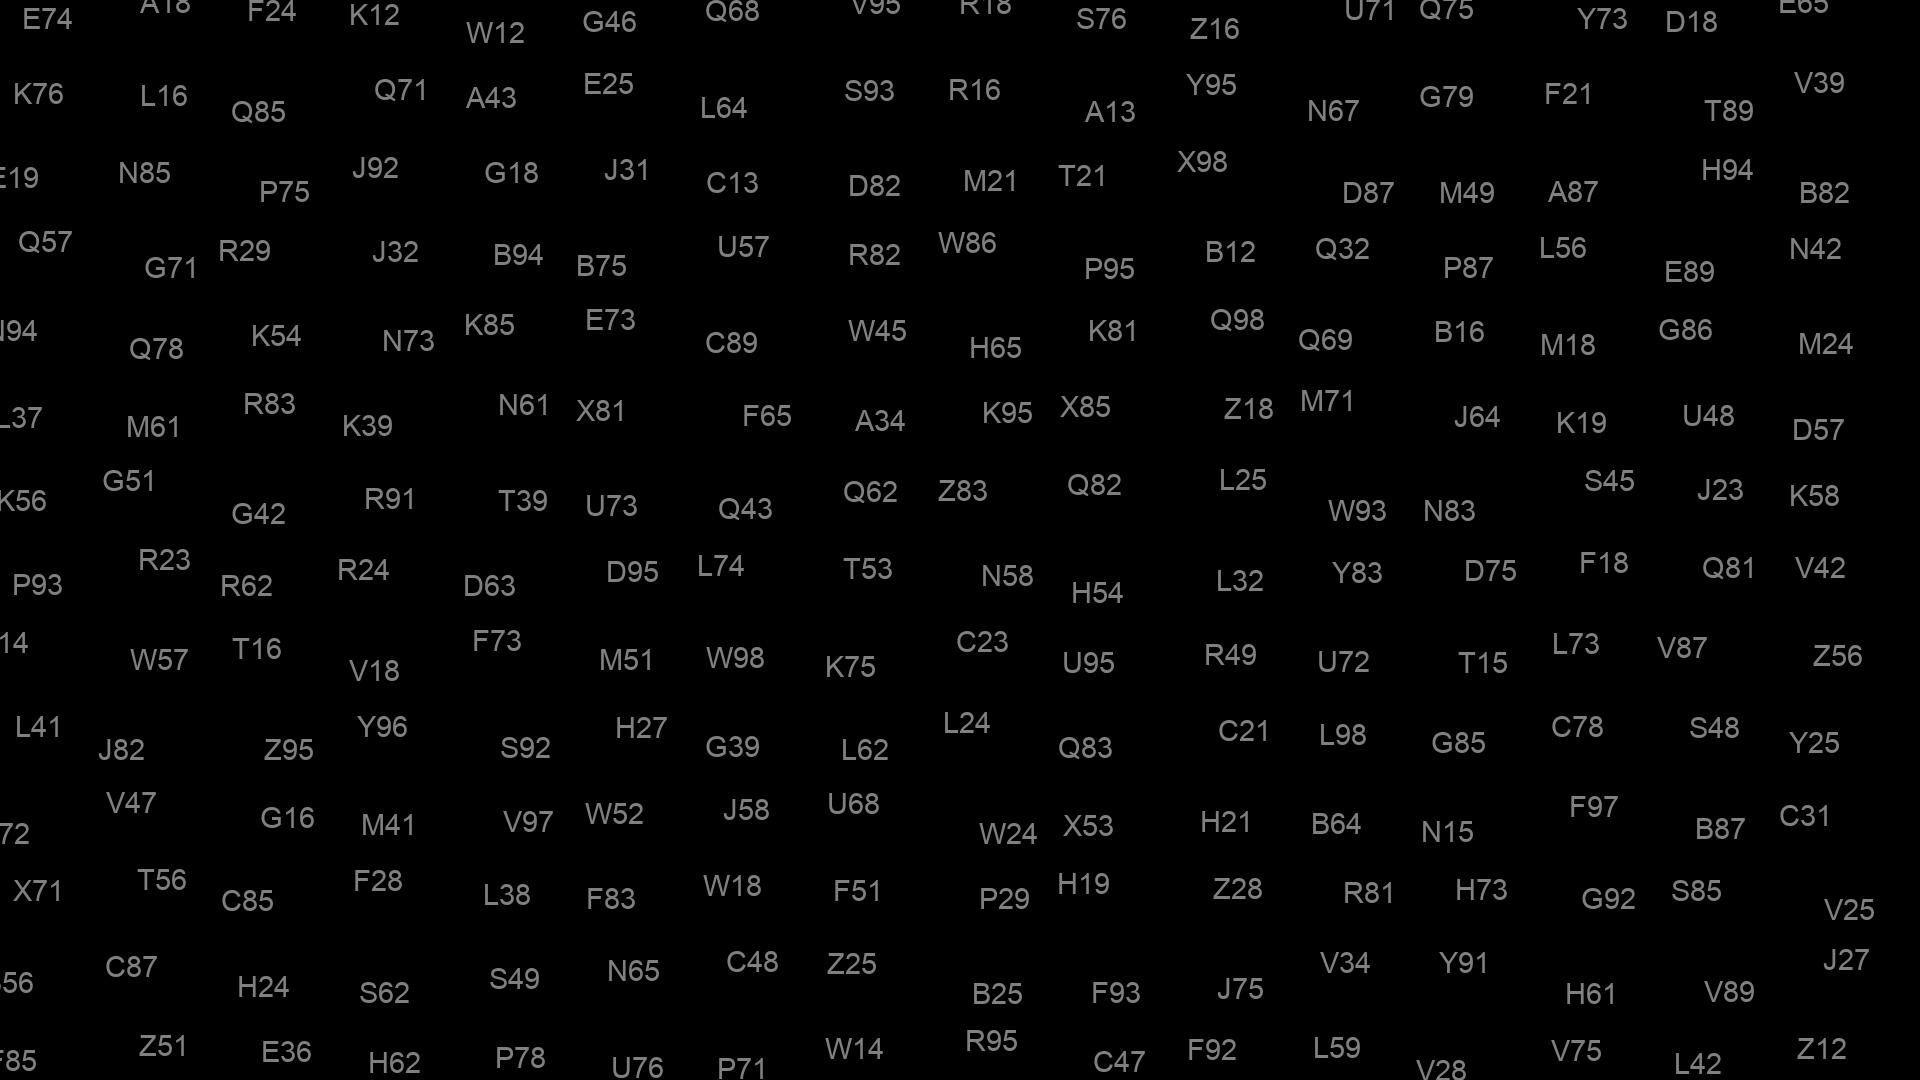 E74 A18 F24 K12 W12 G46 Q68 V95 R18 S76 Z16 U71 Q75 Y73 D18 E65
K76 L16 Q85 Q71 A43 E25 L64 S93 R16 A13 Y95 N67 G79 F21 T89 V39
E19 N85 P75 J92 G18 J31 C13 D82 M21 T21 X98 D87 M49 A87 H94 B82
Q57 G71 R29 J32 B94 B75 U57 R82 W86 P95 B12 Q32 P87 L56 E89 N42
Q78 K54 N73 K85 E73 C89 W45 H65 K81 Q98 Q69 B16 M18 G86 M24
L37 M61 R83 K39 N61 X81 F65 A34 K95 X85 Z18 M71 J64 K19 U48 D57
K56 G51 G42 R91 T39 U73 Q43 Q62 Z83 Q82 L25 W93 N83 S45 J23 K58
P93 R23 R62 R24 D63 D95 L74 T53 N58 H54 L32 Y83 D75 F18 Q81 V42
14 W57 T16 V18 F73 M51 W98 K75 C23 U95 R49 U72 T15 L73 V87 Z56
L41 J82 Z95 Y96 S92 H27 G39 L62 L24 Q83 C21 L98 G85 C78 S48 Y25
72 V47 G16 M41 V97 W52 J58 U68 W24 X53 H21 B64 N15 F97 B87 C31
X71 T56 C85 F28 L38 F83 W18 F51 P29 H19 Z28 R81 H73 G92 S85 V25
56 C87 H24 S62 S49 N65 C48 Z25 B25 F93 J75 V34 Y91 H61 V89 J27
Z51 E36 H62 P78 U76 P71 W14 R95 C47 F92 L59 V28 V75 L42 Z12